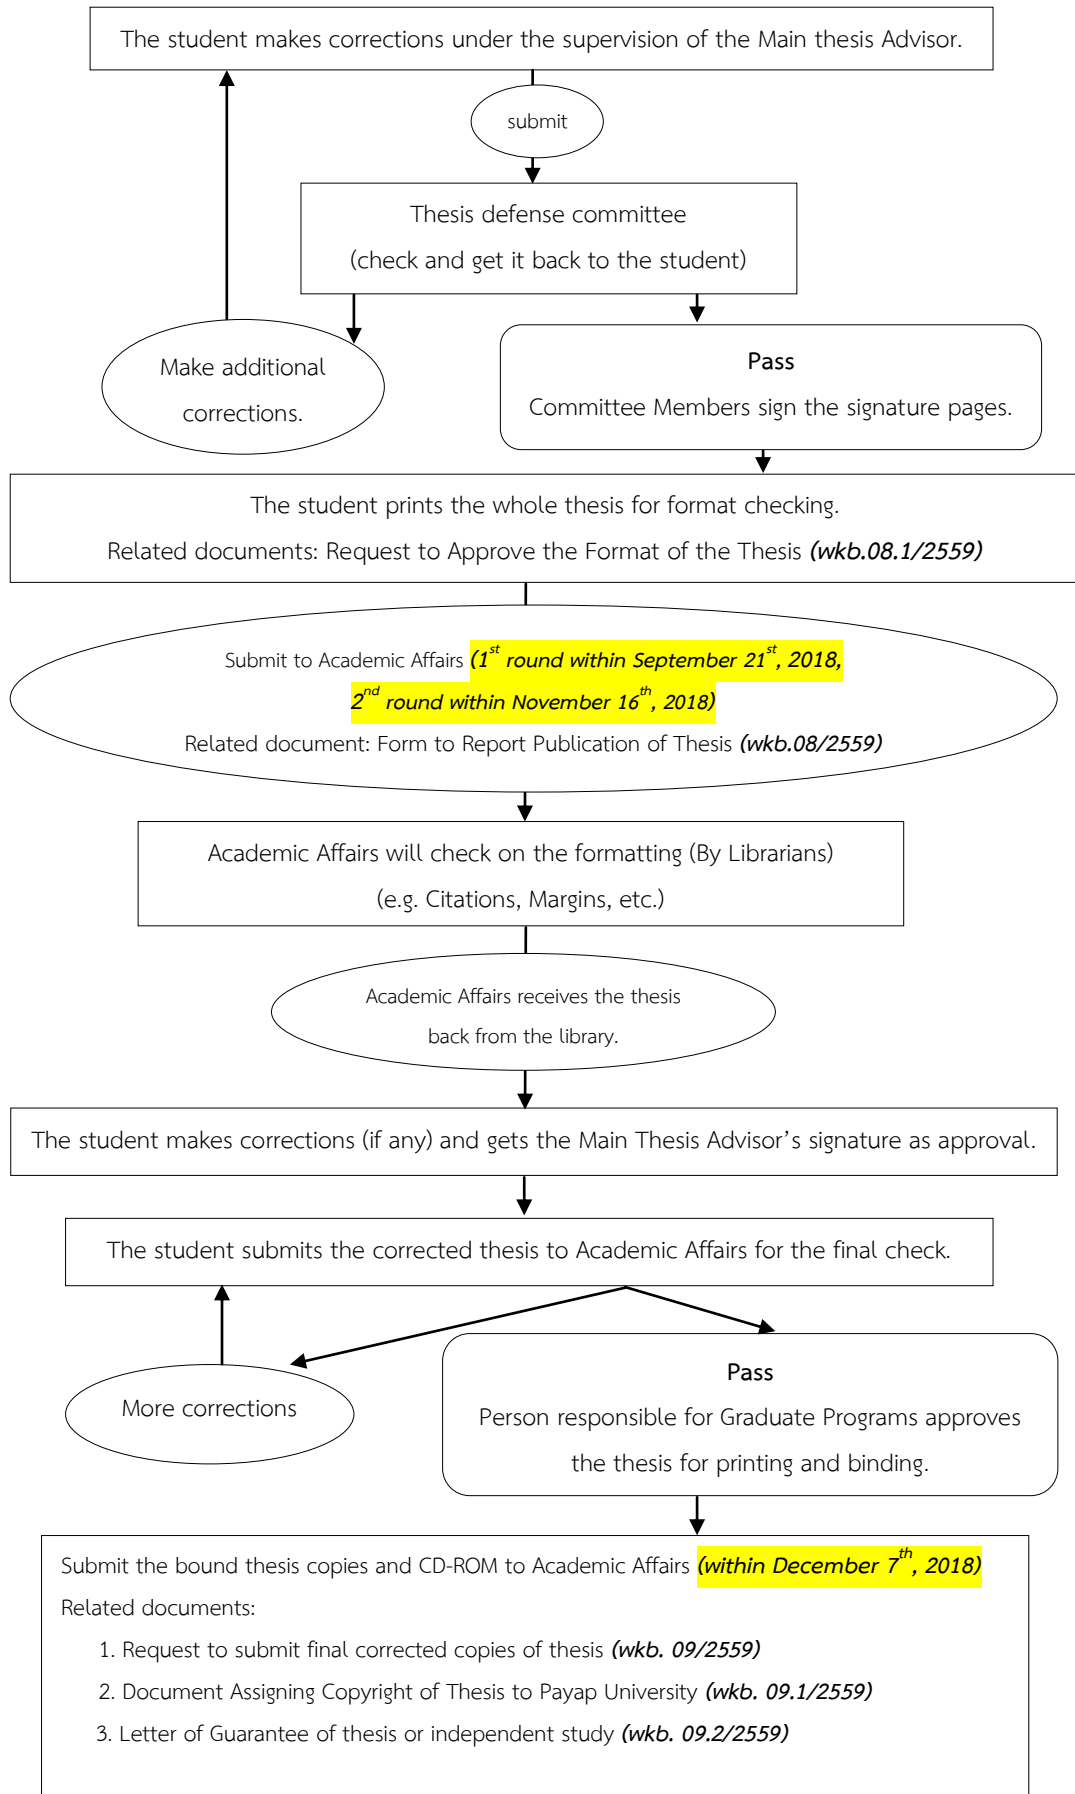 The student makes corrections under the supervision of the Main thesis Advisor.
submit
Thesis defense committee
(check and get it back to the student)
Make additional
corrections.
Pass
Committee Members sign the signature pages.
The student prints the whole thesis for format checking.
Related documents: Request to Approve the Format of the Thesis (wkb.08.1/2559)
Submit to Academic Affairs (1st round within September 21st, 2018,
2nd round within November 16th, 2018)
Related document: Form to Report Publication of Thesis (wkb.08/2559)
Academic Affairs will check on the formatting (By Librarians)
(e.g. Citations, Margins, etc.)
Academic Affairs receives the thesis
back from the library.
The student makes corrections (if any) and gets the Main Thesis Advisor’s signature as approval.
The student submits the corrected thesis to Academic Affairs for the final check.
More corrections
Pass
Person responsible for Graduate Programs approves
the thesis for printing and binding.
Submit the bound thesis copies and CD-ROM to Academic Affairs (within December 7th, 2018)
Related documents:
1. Request to submit final corrected copies of thesis (wkb. 09/2559)
2. Document Assigning Copyright of Thesis to Payap University (wkb. 09.1/2559)
3. Letter of Guarantee of thesis or independent study (wkb. 09.2/2559)